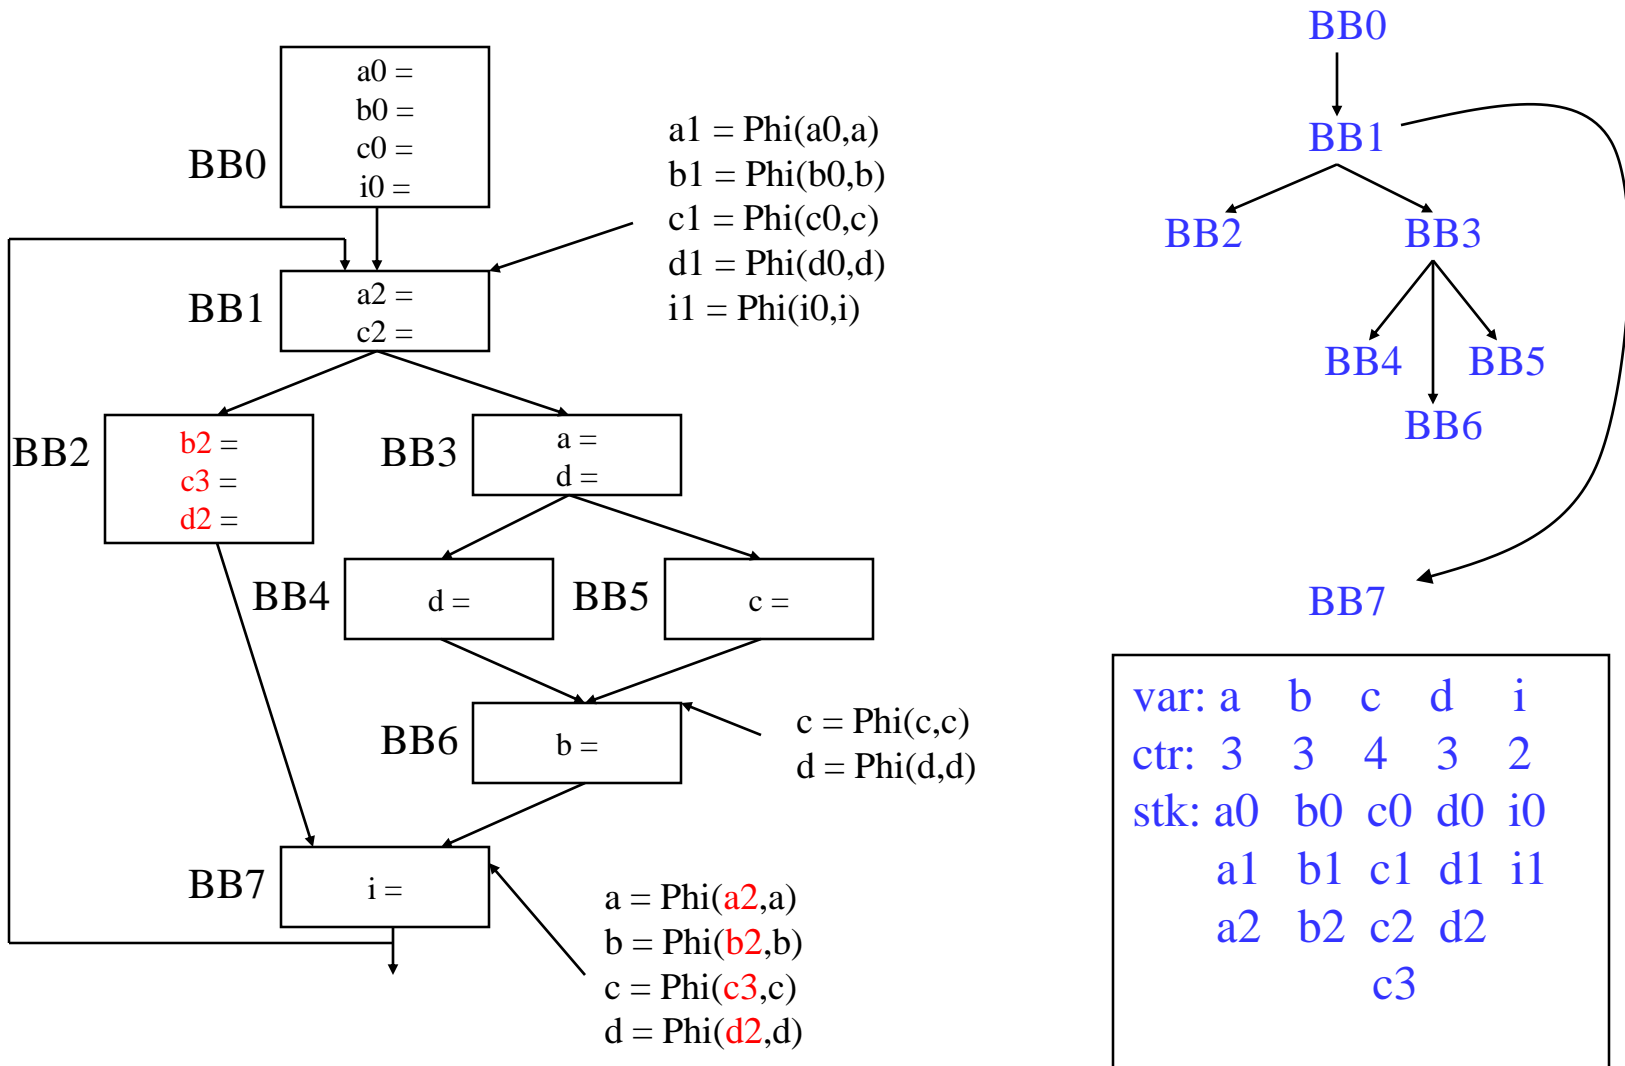 BB0
a0 =
b0 =
c0 =
i0 =
a1 = Phi(a0,a)
b1 = Phi(b0,b)
c1 = Phi(c0,c)
d1 = Phi(d0,d)
i1 = Phi(i0,i)
BB1
a2 =
c2 =
BB2
b2 =
c3 =
d2 =
BB3
a =
d =
BB4
d =
BB5
c =
BB6
b =
c = Phi(c,c)
d = Phi(d,d)
BB7
i =
a = Phi(a2,a)
b = Phi(b2,b)
c = Phi(c3,c)
d = Phi(d2,d)
BB0
BB1
BB2 BB3
BB4 BB5
BB6
BB7
var: a b c d i
ctr: 3 3 4 3 2
stk: a0 b0 c0 d0 i0
a1 b1 c1 d1 i1
a2 b2 c2 d2
c3